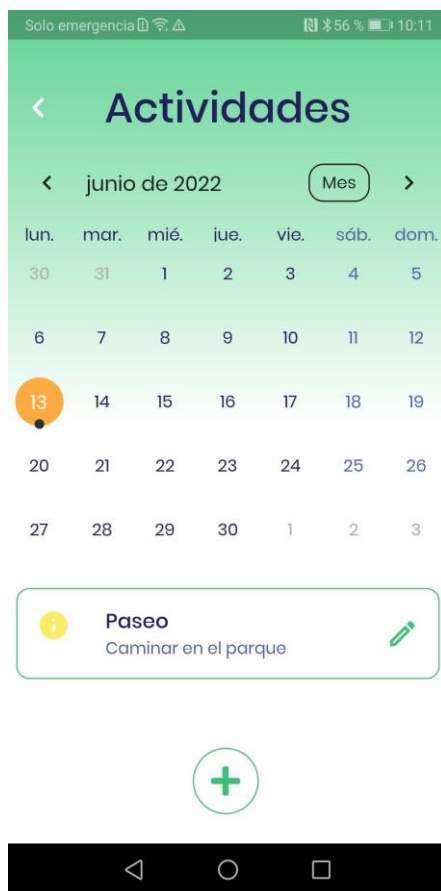 Solo emergencia 56 % 10:11
Actividades
junio de 2022 Mes
lun. mar. mié. jue. vie. sáb. dom.
30 31 1 2 3 4 5
6 7 8 9 10 11 12
13 14 15 16 17 18 19
20 21 22 23 24 25 26
27 28 29 30 1 2 3
Paseo
Caminar en el parque